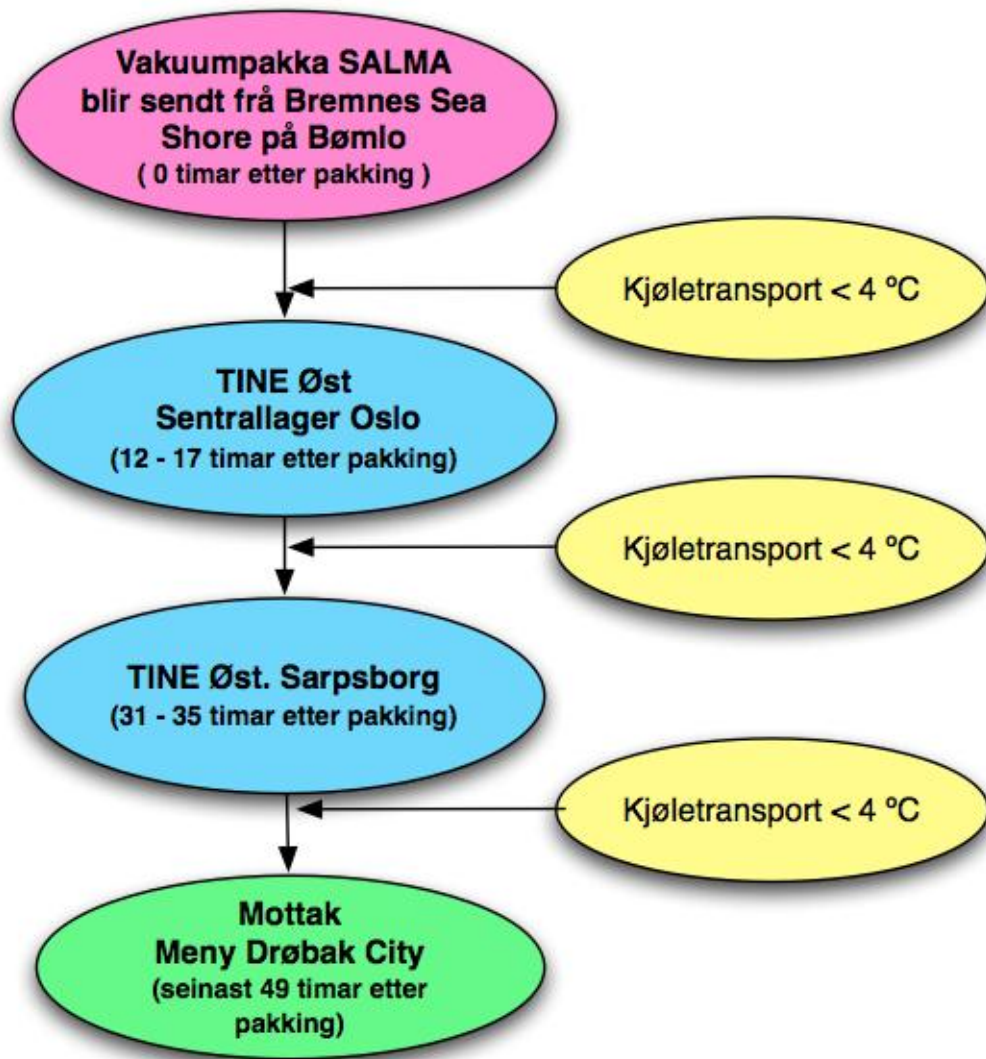 Vakuumpakka SALMA
blir sendt frå Bremnes Sea
Shore på Bømlo
( 0 timar etter pakking )
Kjøletransport < 4 ºC
TINE Øst
Sentrallager Oslo
(12 - 17 timar etter pakking)
Kjøletransport < 4 ºC
TINE Øst. Sarpsborg
(31 - 35 timar etter pakking)
Kjøletransport < 4 ºC
Mottak
Meny Drøbak City
(seinast 49 timar etter
pakking)